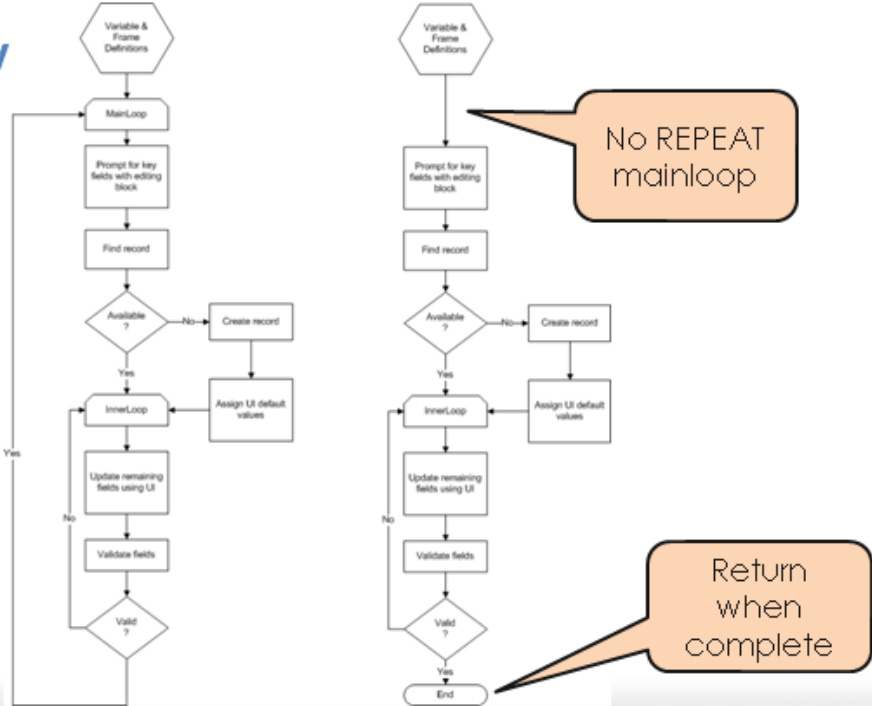 y
Variable &
Frame
Definitions
MainLoop
Prompt for key
fields with editing
block
Find record
Available
?
No
Create record
Yes
Assign UI default
values
InnerLoop
Yes
Update remaining
fields using UI
No
Validate fields
Valid
?
Variable &
Frame
Definitions
No REPEAT
mainloop
Prompt for key
fields with editing
block
Find record
Available
?
No
Create record
Yes
Assign UI default
values
InnerLoop
Update remaining
fields using UI
No
Validate fields
Valid
?
Yes
End
Return
when
complete